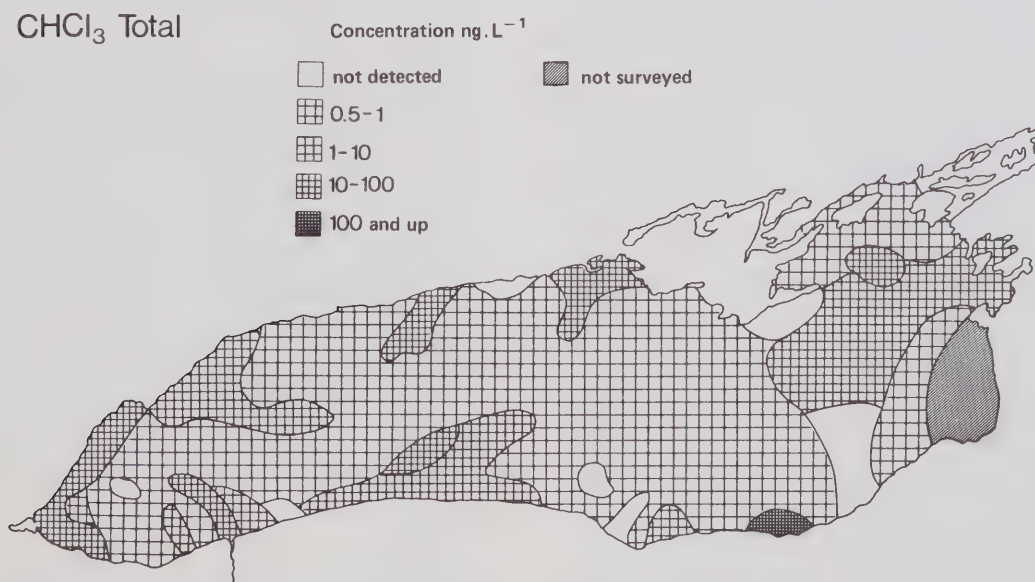 CHCl₃ Total
Concentration ng.L⁻¹
not detected
not surveyed
0.5-1
1-10
10-100
100 and up